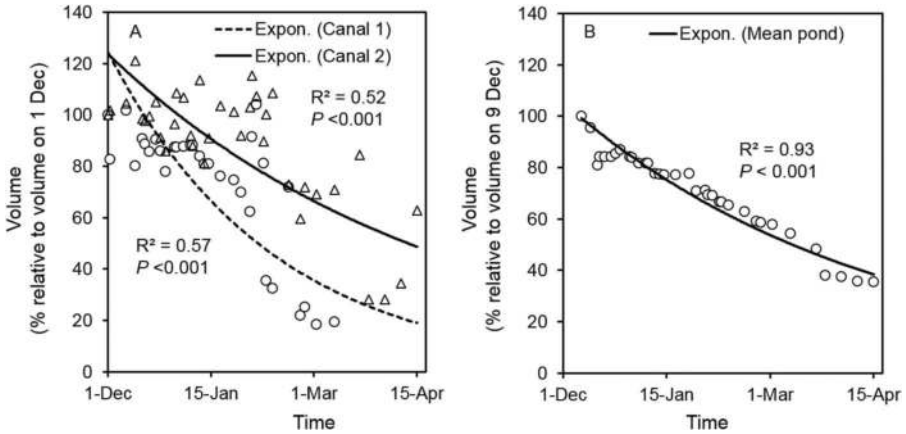 A
Expon. (Canal 1)
Expon. (Canal 2)
R² = 0.52
P <0.001
R² = 0.57
P <0.001
Volume
(% relative to volume on 1 Dec)
140
120
100
80
60
40
20
0
1-Dec
15-Jan
1-Mar
15-Apr
Time
B
Expon. (Mean pond)
R² = 0.93
P < 0.001
Volume
(% relative to volume on 9 Dec)
140
120
100
80
60
40
20
0
1-Dec
15-Jan
1-Mar
15-Apr
Time